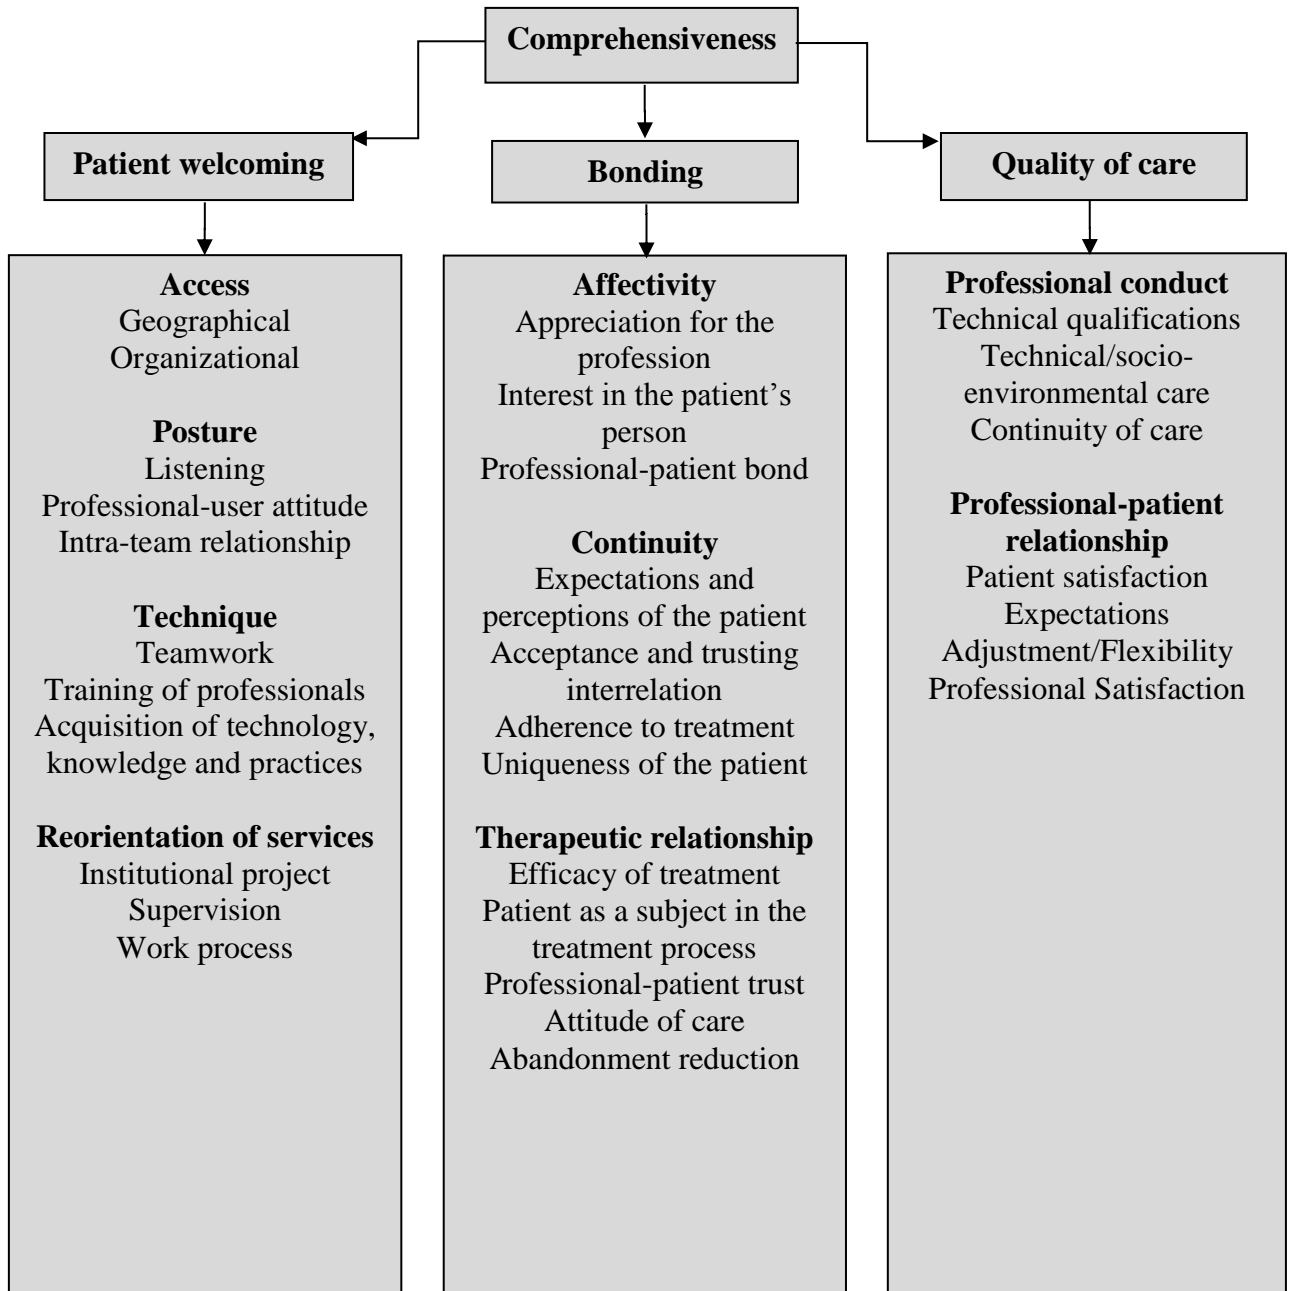 Comprehensiveness
Patient welcoming
Bonding
Quality of care
Access
Geographical
Organizational
Posture
Listening
Professional-user attitude
Intra-team relationship
Technique
Teamwork
Training of professionals
Acquisition of technology,
knowledge and practices
Reorientation of services
Institutional project
Supervision
Work process
Affectivity
Appreciation for the
profession
Interest in the patient’s
person
Professional-patient bond
Continuity
Expectations and
perceptions of the patient
Acceptance and trusting
interrelation
Adherence to treatment
Uniqueness of the patient
Therapeutic relationship
Efficacy of treatment
Patient as a subject in the
treatment process
Professional-patient trust
Attitude of care
Abandonment reduction
Professional conduct
Technical qualifications
Technical/socio-
environmental care
Continuity of care
Professional-patient
relationship
Patient satisfaction
Expectations
Adjustment/Flexibility
Professional Satisfaction